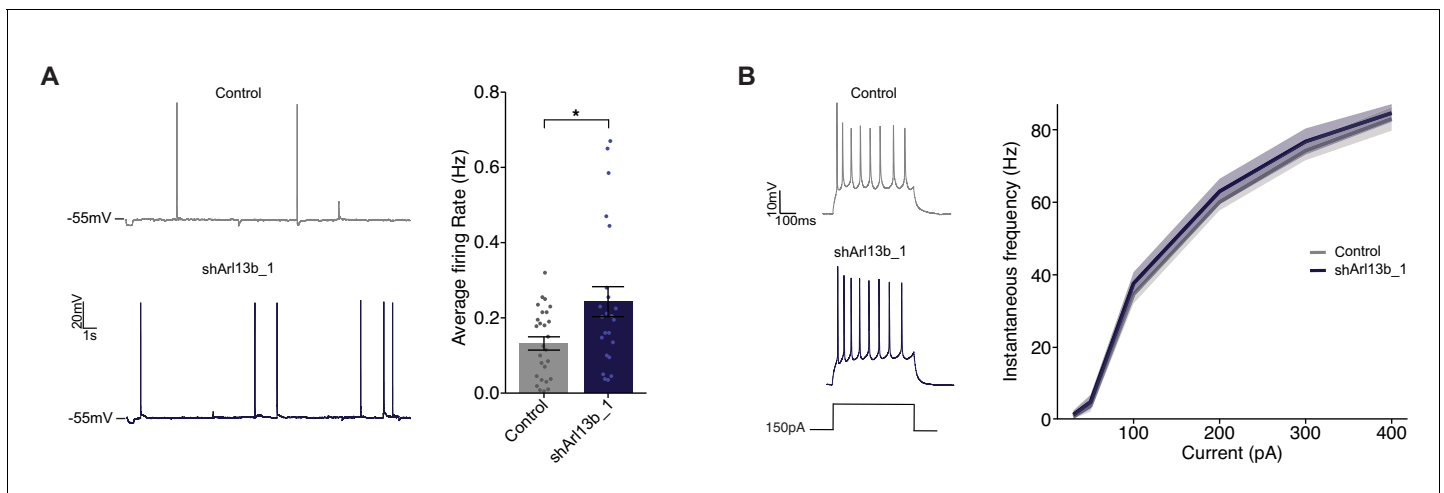 A
Control
-55mV
shArl13b_1
20mV
1s
-55mV
Average firing Rate (Hz)
0.8
0.6
0.4
0.2
0.0
*
Control
shArl13b_1
B
Control
10mV
100ms
shArl13b_1
150pA
Instantaneous frequency (Hz)
80
60
40
20
0
100
200
300
400
Current (pA)
Control
shArl13b_1